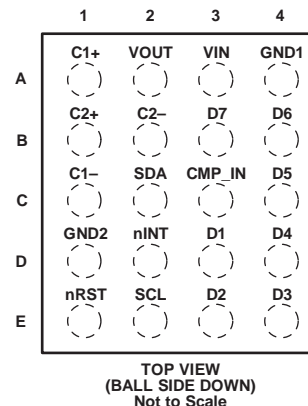 1 2 3 4
A C1+ VOUT VIN GND1
B C2+ C2– D7 D6
C C1– SDA CMP_IN D5
D GND2 nINT D1 D4
E nRST SCL D2 D3
TOP VIEW
(BALL SIDE DOWN)
Not to Scale